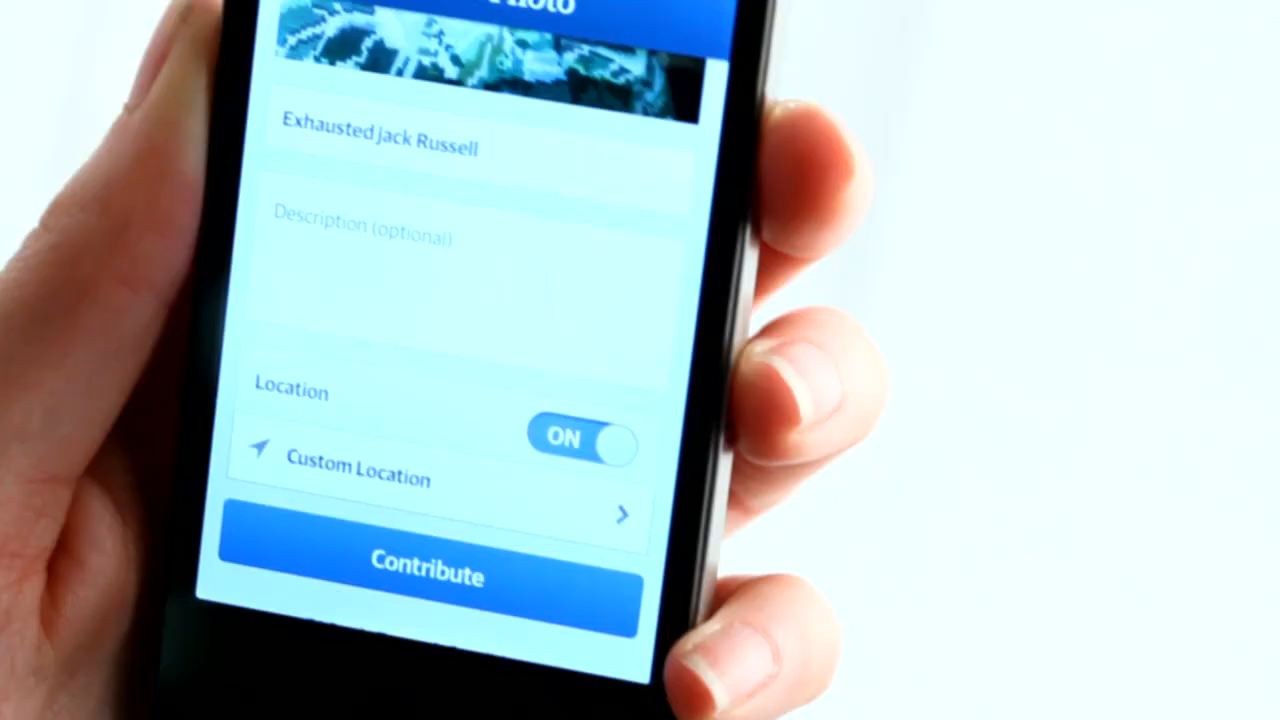 Photo
Exhausted Jack Russell
Description (optional)
Location
ON
Custom Location
Contribute